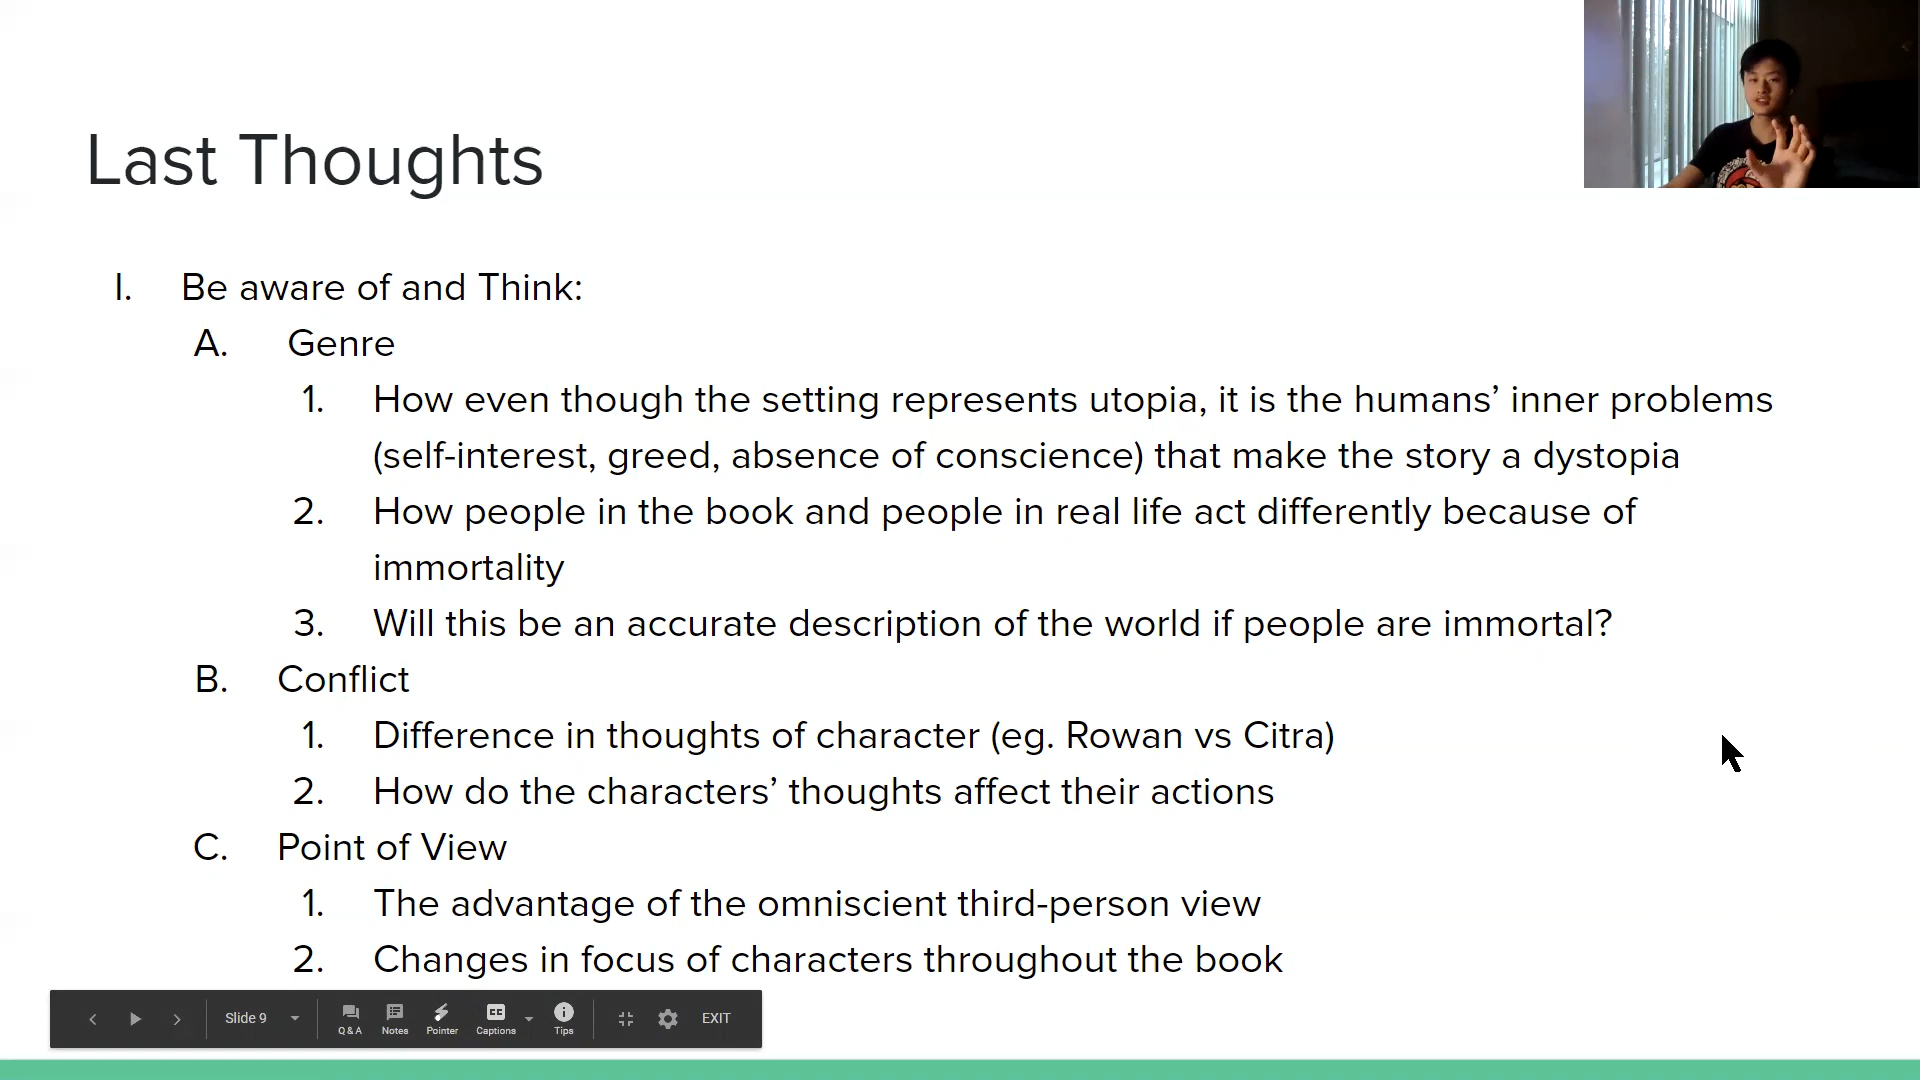 Last Thoughts
I. Be aware of and Think:
A. Genre
1. How even though the setting represents utopia, it is the humans’ inner problems
(self-interest, greed, absence of conscience) that make the story a dystopia
2. How people in the book and people in real life act differently because of
immortality
3. Will this be an accurate description of the world if people are immortal?
B. Conflict
1. Difference in thoughts of character (eg. Rowan vs Citra)
2. How do the characters’ thoughts affect their actions
C. Point of View
1. The advantage of the omniscient third-person view
2. Changes in focus of characters throughout the book
Slide 9 Q & A Notes Pointer CC Captions Tips EXIT